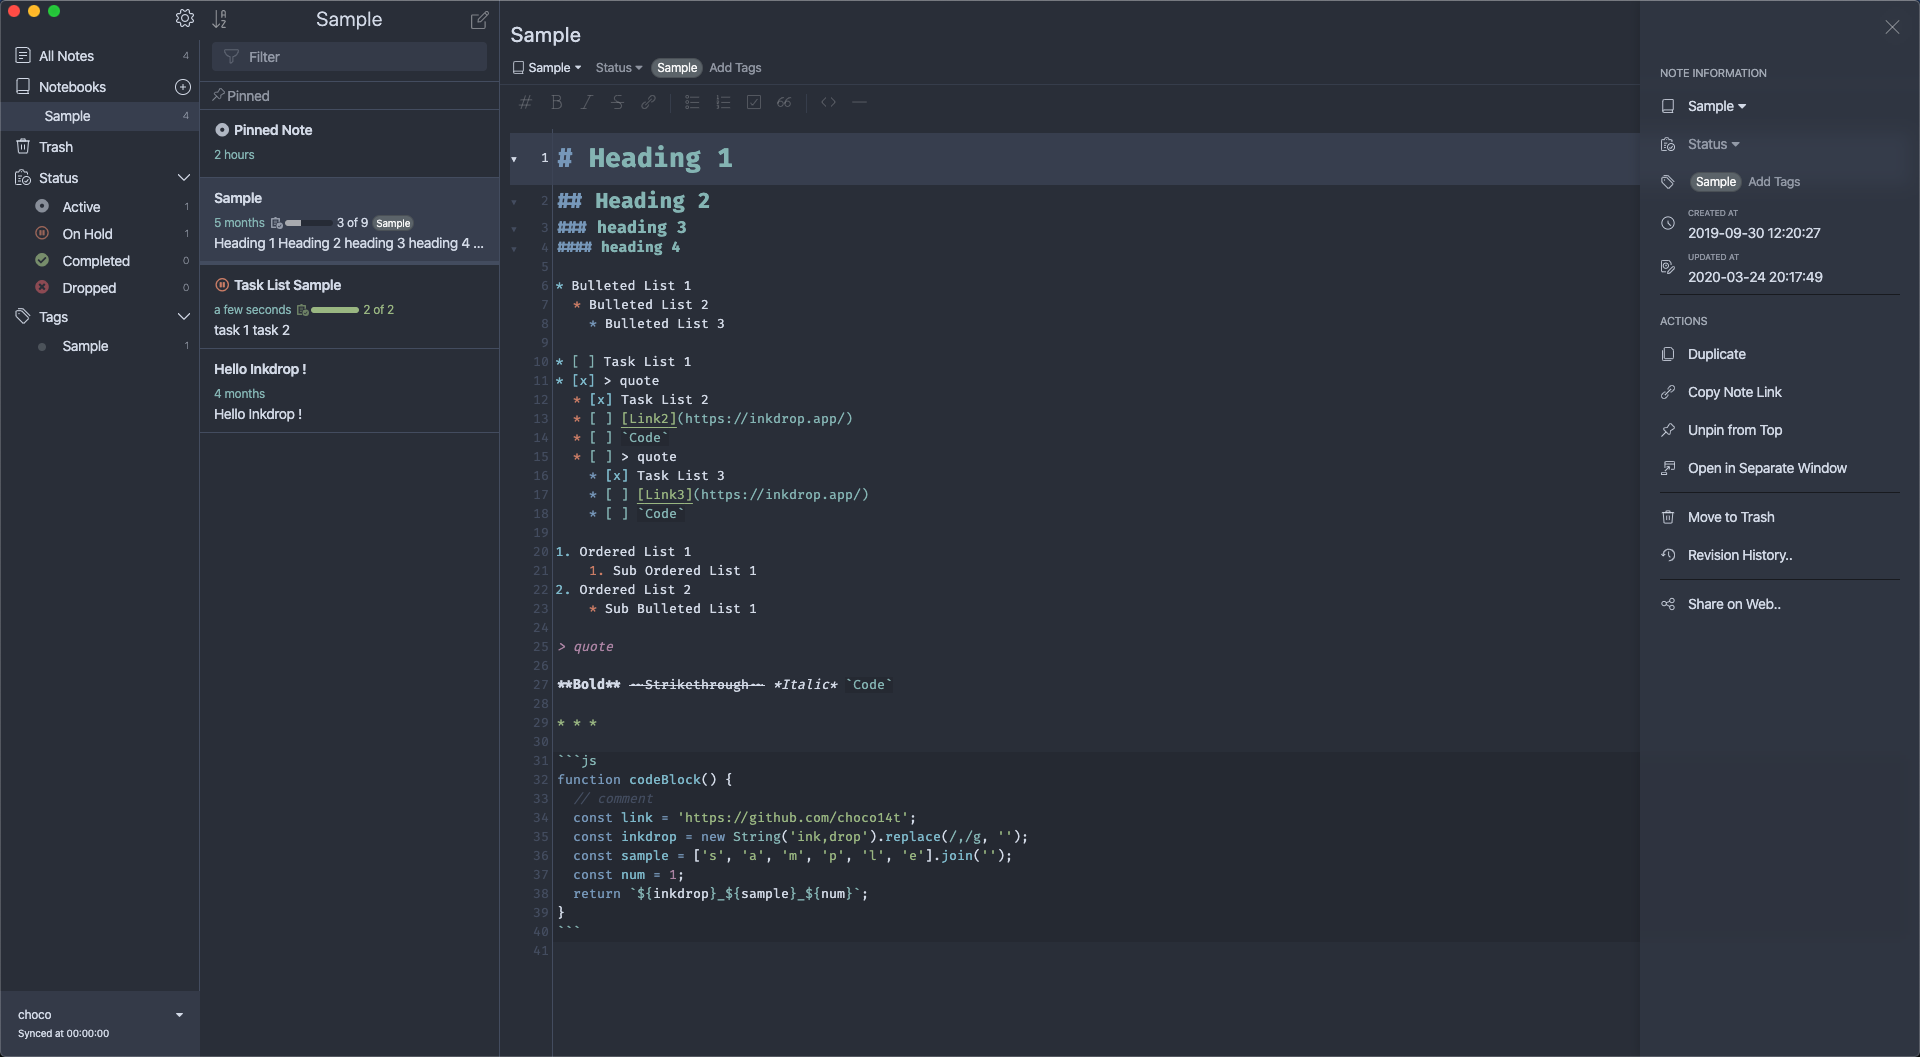 All Notes 4
Notebooks
Sample 4
Trash
Status
Active 1
On Hold 1
Completed 0
Dropped 0
Tags
Sample 1
choco
Synced at 00:00:00
Sample
Filter
Pinned
Pinned Note
2 hours
Sample
5 months 3 of 9 Sample
Heading 1 Heading 2 heading 3 heading 4 ...
Task List Sample
a few seconds 2 of 2
task 1 task 2
Hello Inkdrop !
4 months
Hello Inkdrop !
Sample
Sample Status Sample Add Tags
1 # Heading 1
2 ## Heading 2
3 ### heading 3
4 #### heading 4
5
6 * Bulleted List 1
7 * Bulleted List 2
8 * Bulleted List 3
9
10 * [ ] Task List 1
11 * [x] > quote
12 * [x] Task List 2
13 * [ ] [Link2](https://inkdrop.app/)
14 * [ ] `Code`
15 * [ ] > quote
16 * [x] Task List 3
17 * [ ] [Link3](https://inkdrop.app/)
18 * [ ] `Code`
19
20 1. Ordered List 1
21 1. Sub Ordered List 1
22 2. Ordered List 2
23 * Sub Bulleted List 1
24
25 > quote
26
27 **Bold** ~~Strikethrough~~ *Italic* `Code`
28
29 * * *
30
31 ```js
32 function codeBlock() {
33 // comment
34 const link = 'https://github.com/choco14t';
35 const inkdrop = new String('ink,drop').replace(/,/g, '');
36 const sample = ['s', 'a', 'm', 'p', 'l', 'e'].join('');
37 const num = 1;
38 return `${inkdrop}_${sample}_${num}`;
39 }
40 ```
41
NOTE INFORMATION
Sample
Status
Sample Add Tags
CREATED AT
2019-09-30 12:20:27
UPDATED AT
2020-03-24 20:17:49
ACTIONS
Duplicate
Copy Note Link
Unpin from Top
Open in Separate Window
Move to Trash
Revision History..
Share on Web..